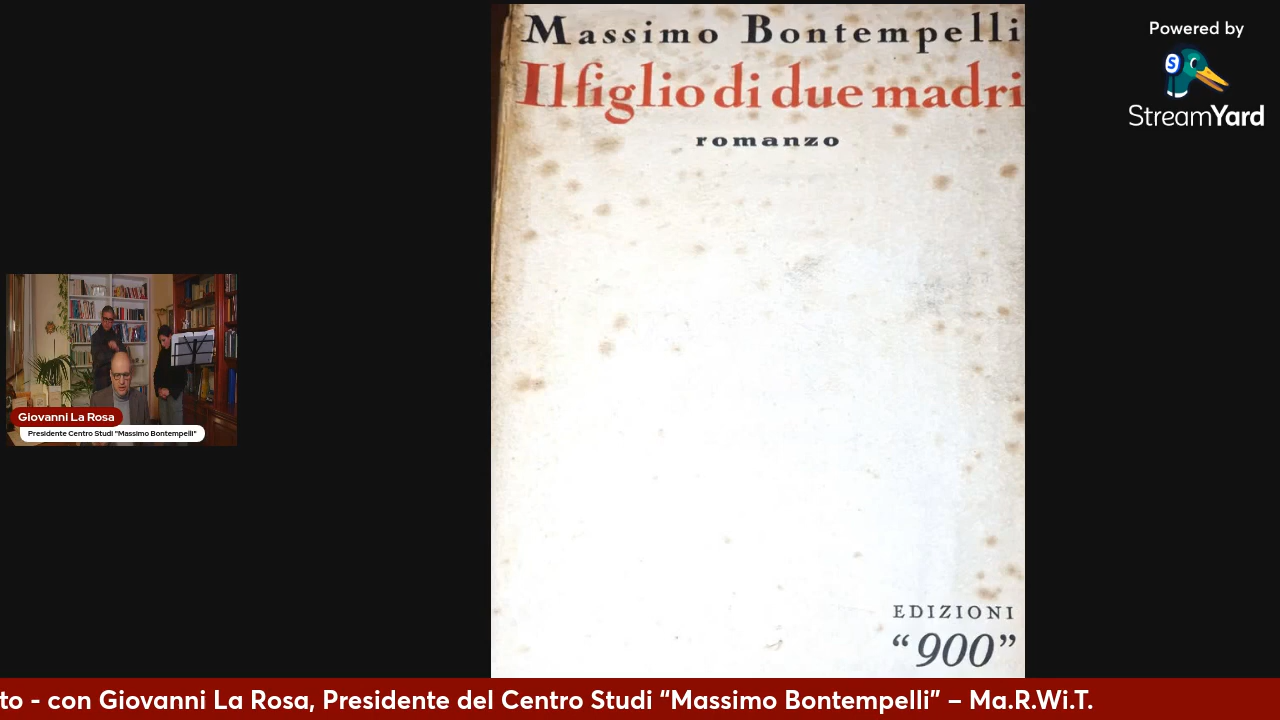 Massimo Bontempelli
Il figlio di due madri
romanzo
EDIZIONI
“900”
Powered by
S
StreamYard
Giovanni La Rosa
Presidente Centro Studi "Massimo Bontempelli"
to - con Giovanni La Rosa, Presidente del Centro Studi “Massimo Bontempelli” – Ma.R.Wi.T.